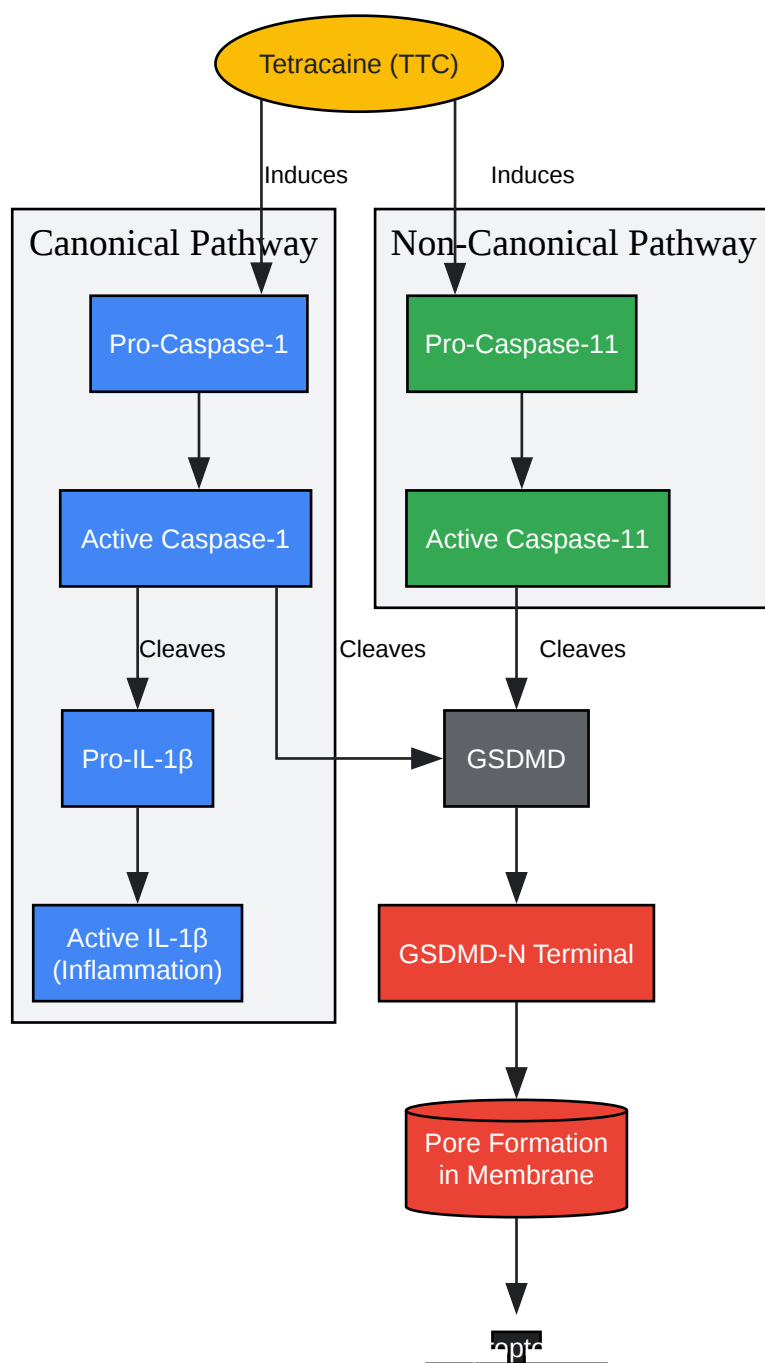 Tetracaine (TTC)
Induces
Induces
Canonical Pathway
Non-Canonical Pathway
Pro-Caspase-1
Pro-Caspase-11
Active Caspase-1
Active Caspase-11
Cleaves
Cleaves
Cleaves
Pro-IL-1β
GSDMD
Active IL-1β
(Inflammation)
GSDMD-N Terminal
Pore Formation
in Membrane